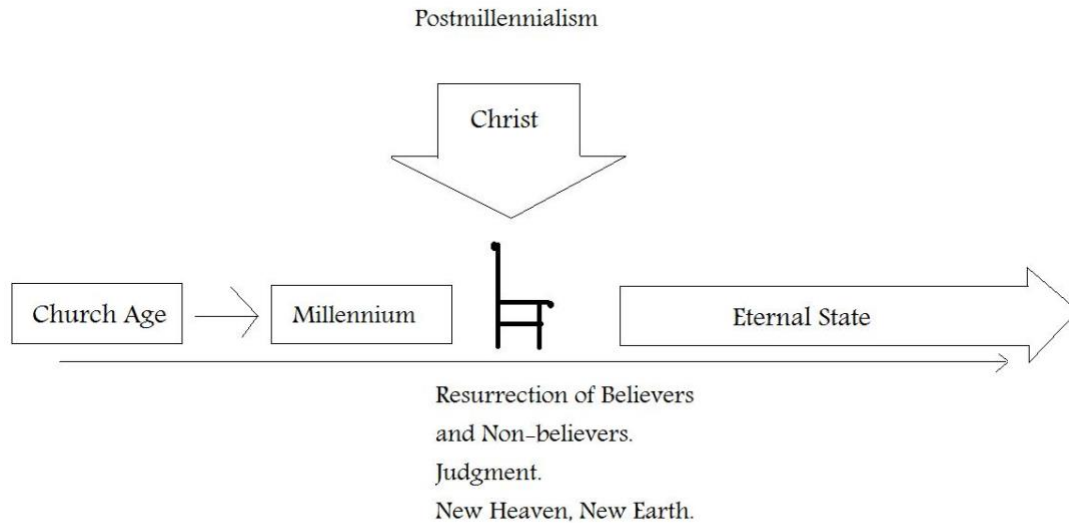 Postmillennialism
Christ
Church Age
Millennium
Eternal State
Resurrection of Believers
and Non-believers.
Judgment.
New Heaven, New Earth.